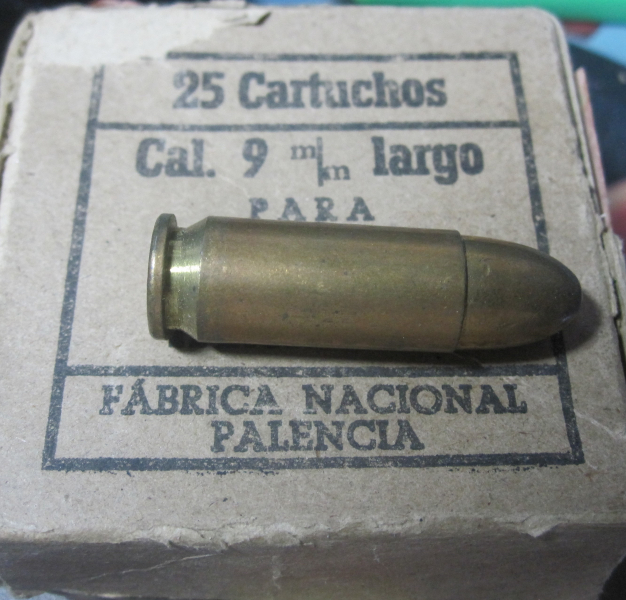 25 Cartuchos
Cal. 9 m/m largo
PARA
FÁBRICA NACIONAL
PALENCIA